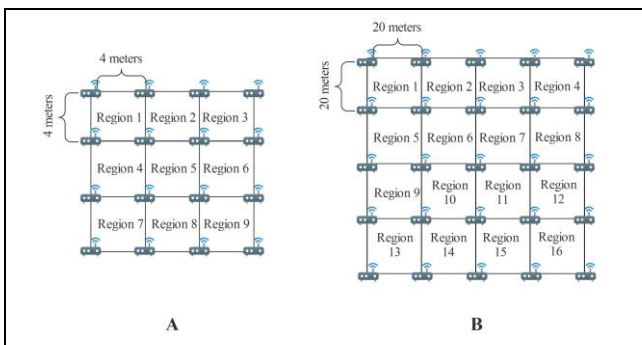 4 meters
4 meters
Region 1 Region 2 Region 3
Region 4 Region 5 Region 6
Region 7 Region 8 Region 9
A
20 meters
20 meters
Region 1 Region 2 Region 3 Region 4
Region 5 Region 6 Region 7 Region 8
Region 9 Region 10 Region 11 Region 12
Region 13 Region 14 Region 15 Region 16
B